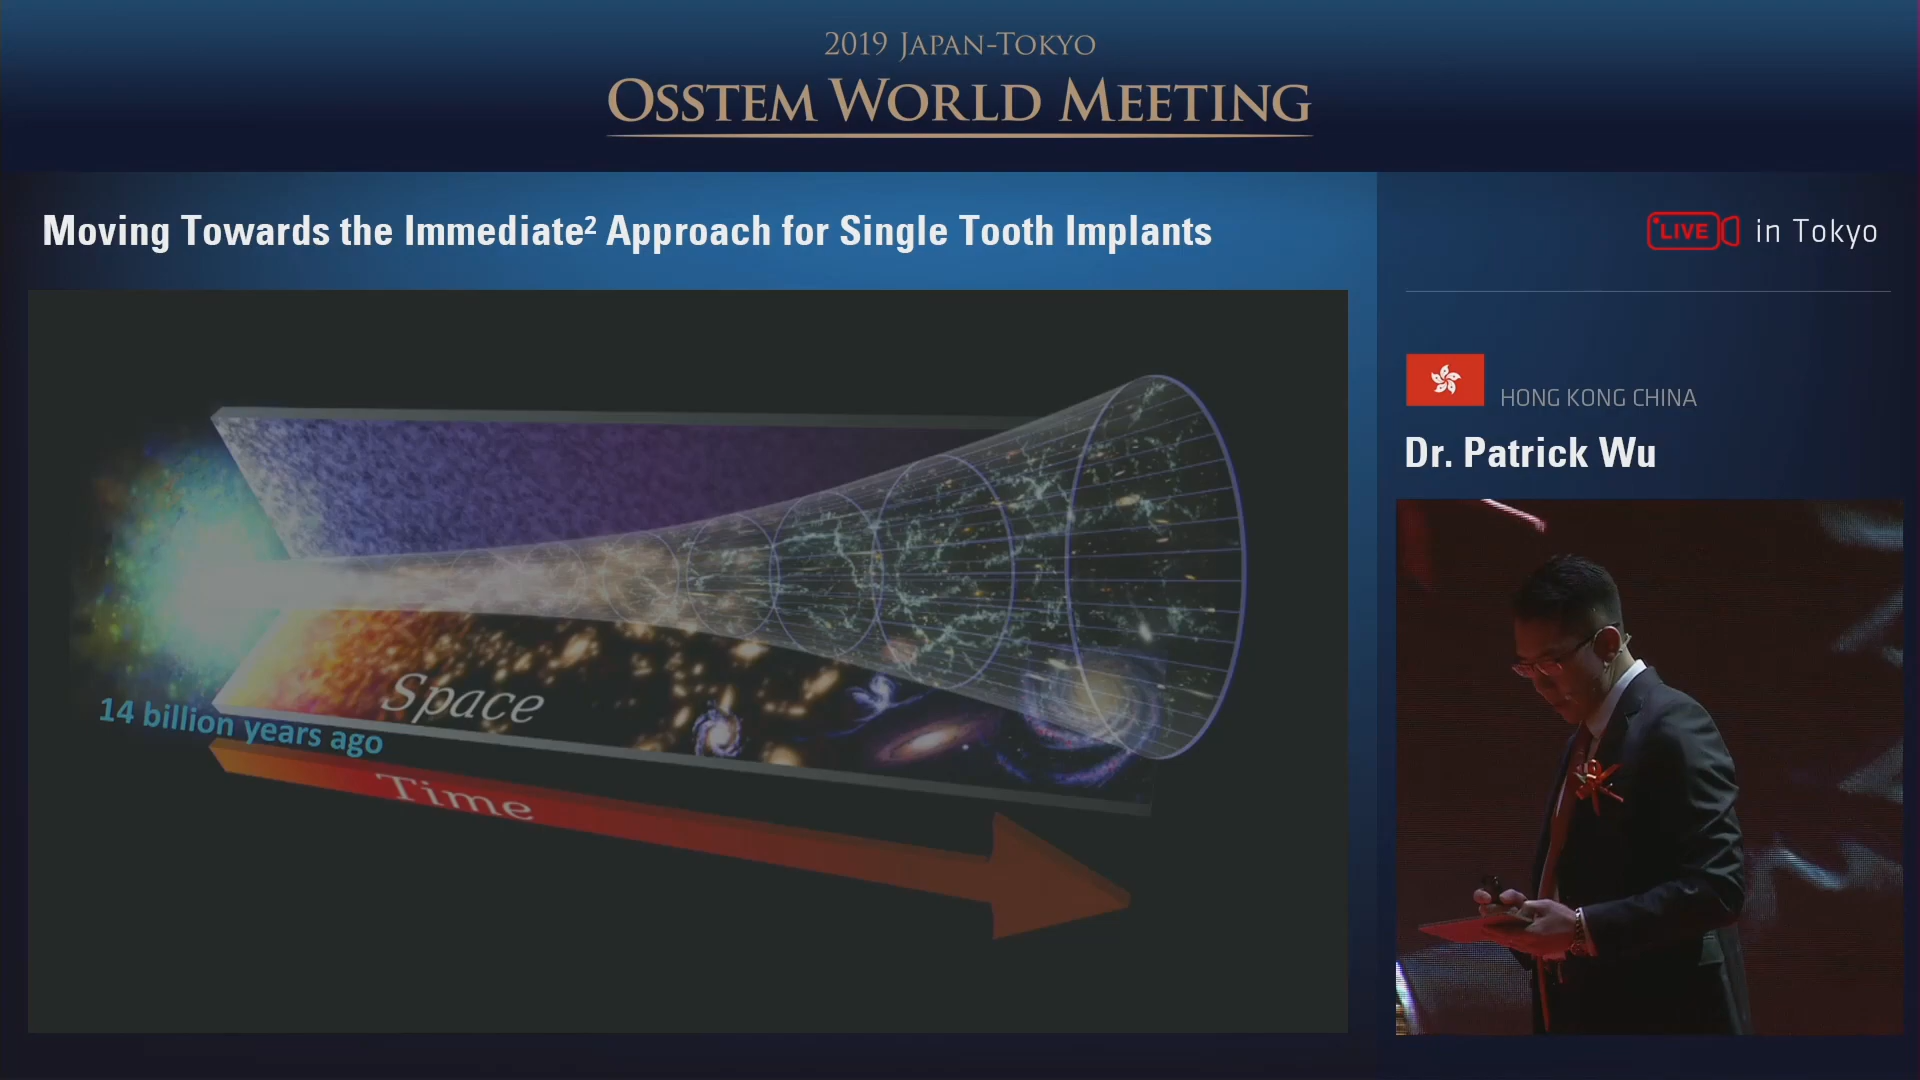 2019 JAPAN-TOKYO
OSSTEM WORLD MEETING
Moving Towards the Immediate² Approach for Single Tooth Implants
LIVE in Tokyo
HONG KONG CHINA
Dr. Patrick Wu
Space
14 billion years ago
Time